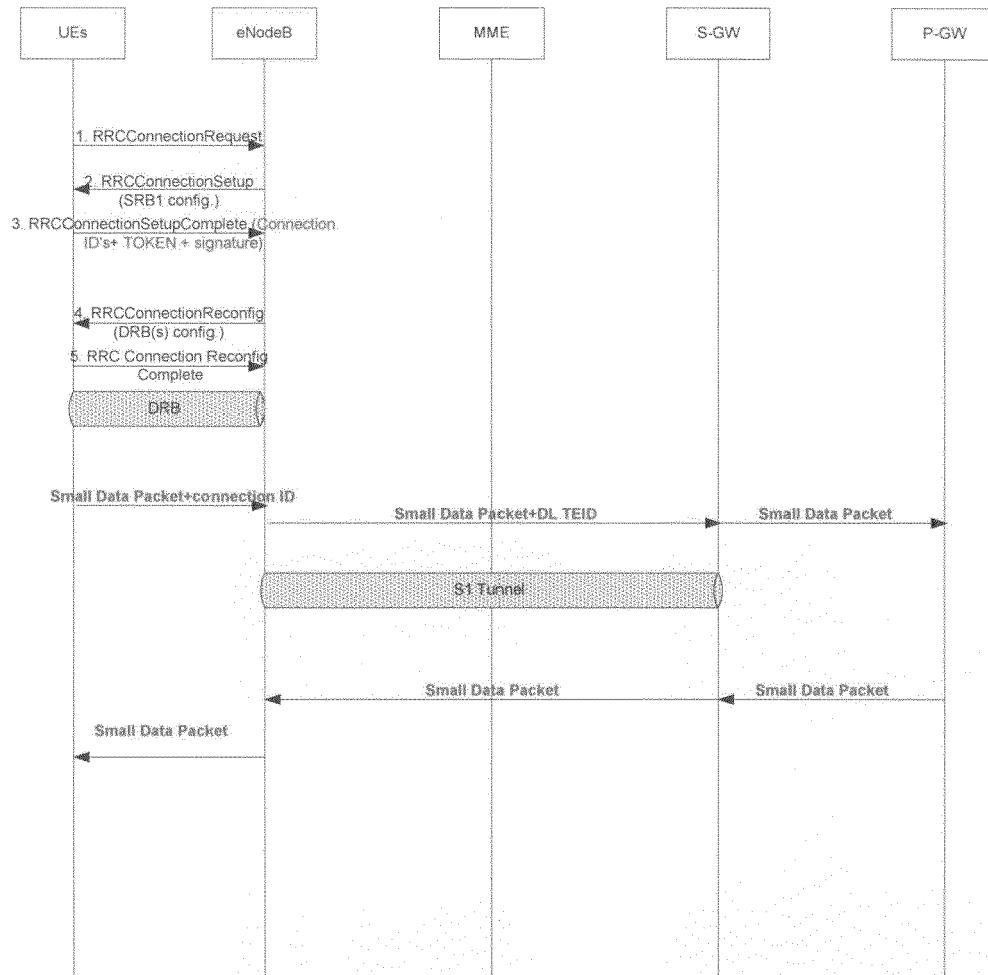 UEs eNodeB MME S-GW P-GW
1. RRCConnectionRequest
2. RRCConnectionSetup
(SRB1 config.)
3. RRCConnectionSetupComplete (Connection
ID's+ TOKEN + signature)
4. RRCConnectionReconfig
(DRB(s) config.)
5. RRC Connection Reconfig
Complete
DRB
Small Data Packet+connection ID
Small Data Packet+DL TEID Small Data Packet
S1 Tunnel
Small Data Packet Small Data Packet
Small Data Packet